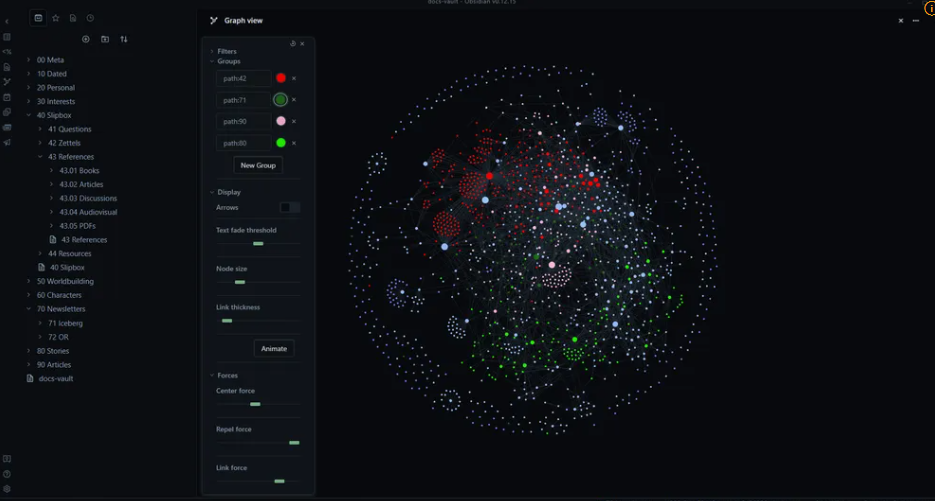 docs-vault - Obsidian v0.12.15
Graph view
Filters
Groups
path:42
path:71
path:90
path:80
New Group
Display
Arrows
Text fade threshold
Node size
Link thickness
Animate
Forces
Center force
Repel force
Link force
00 Meta
10 Dated
20 Personal
30 Interests
40 Slipbox
41 Questions
42 Zettels
43 References
43.01 Books
43.02 Articles
43.03 Discussions
43.04 Audiovisual
43.05 PDFs
43 References
44 Resources
40 Slipbox
50 Worldbuilding
60 Characters
70 Newsletters
71 Iceberg
72 OR
80 Stories
90 Articles
docs-vault